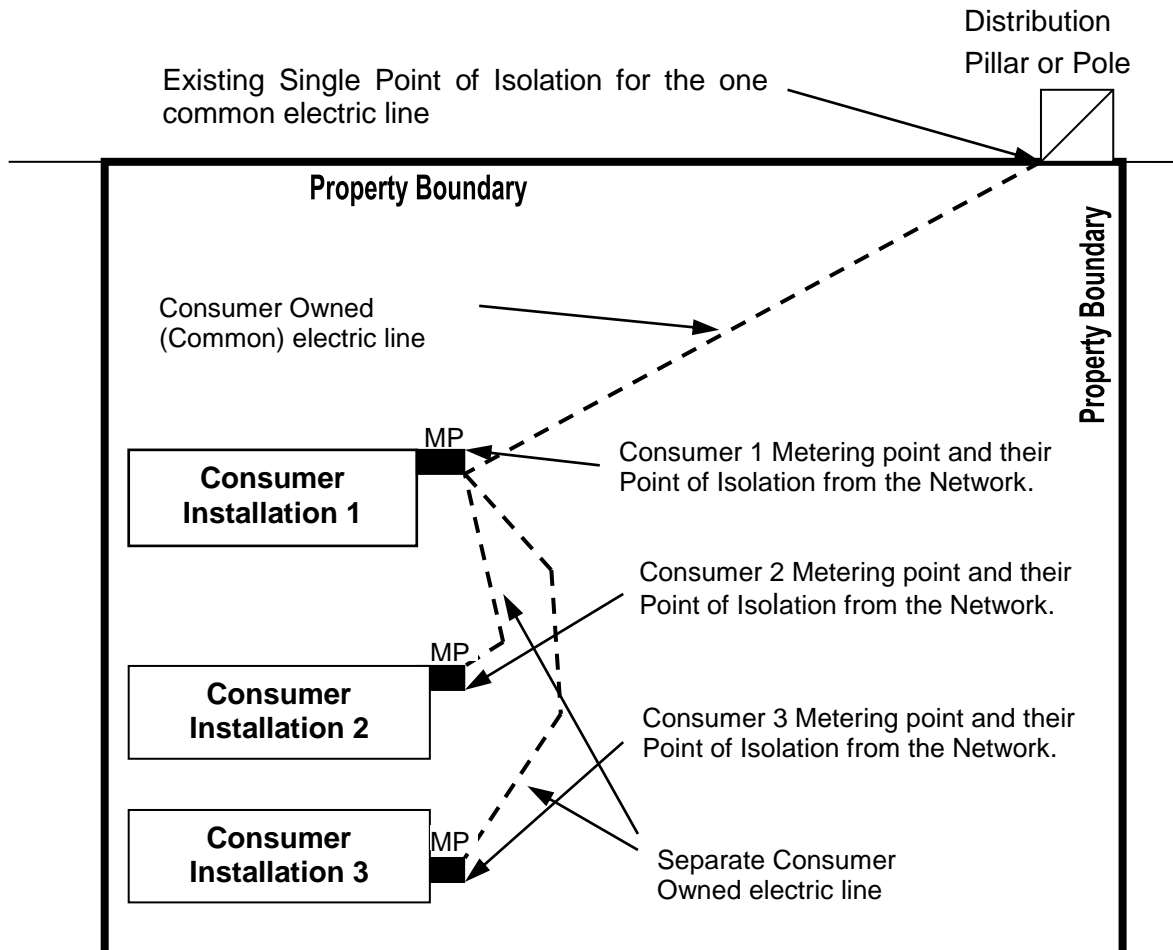 Distribution
Pillar or Pole
Existing Single Point of Isolation for the one
common electric line
Property Boundary
Property Boundary
Consumer Owned
(Common) electric line
MP
Consumer
Installation 1
Consumer 1 Metering point and their
Point of Isolation from the Network.
Consumer 2 Metering point and their
Point of Isolation from the Network.
MP
Consumer
Installation 2
Consumer 3 Metering point and their
Point of Isolation from the Network.
MP
Consumer
Installation 3
Separate Consumer
Owned electric line